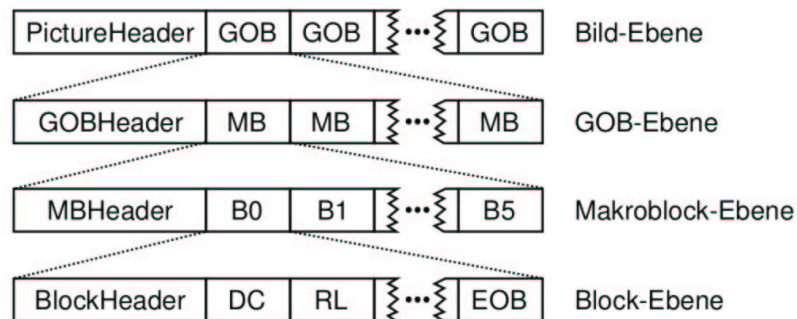 PictureHeader GOB GOB ••• GOB Bild-Ebene
GOBHeader MB MB ••• MB GOB-Ebene
MBHeader B0 B1 ••• B5 Makroblock-Ebene
BlockHeader DC RL ••• EOB Block-Ebene